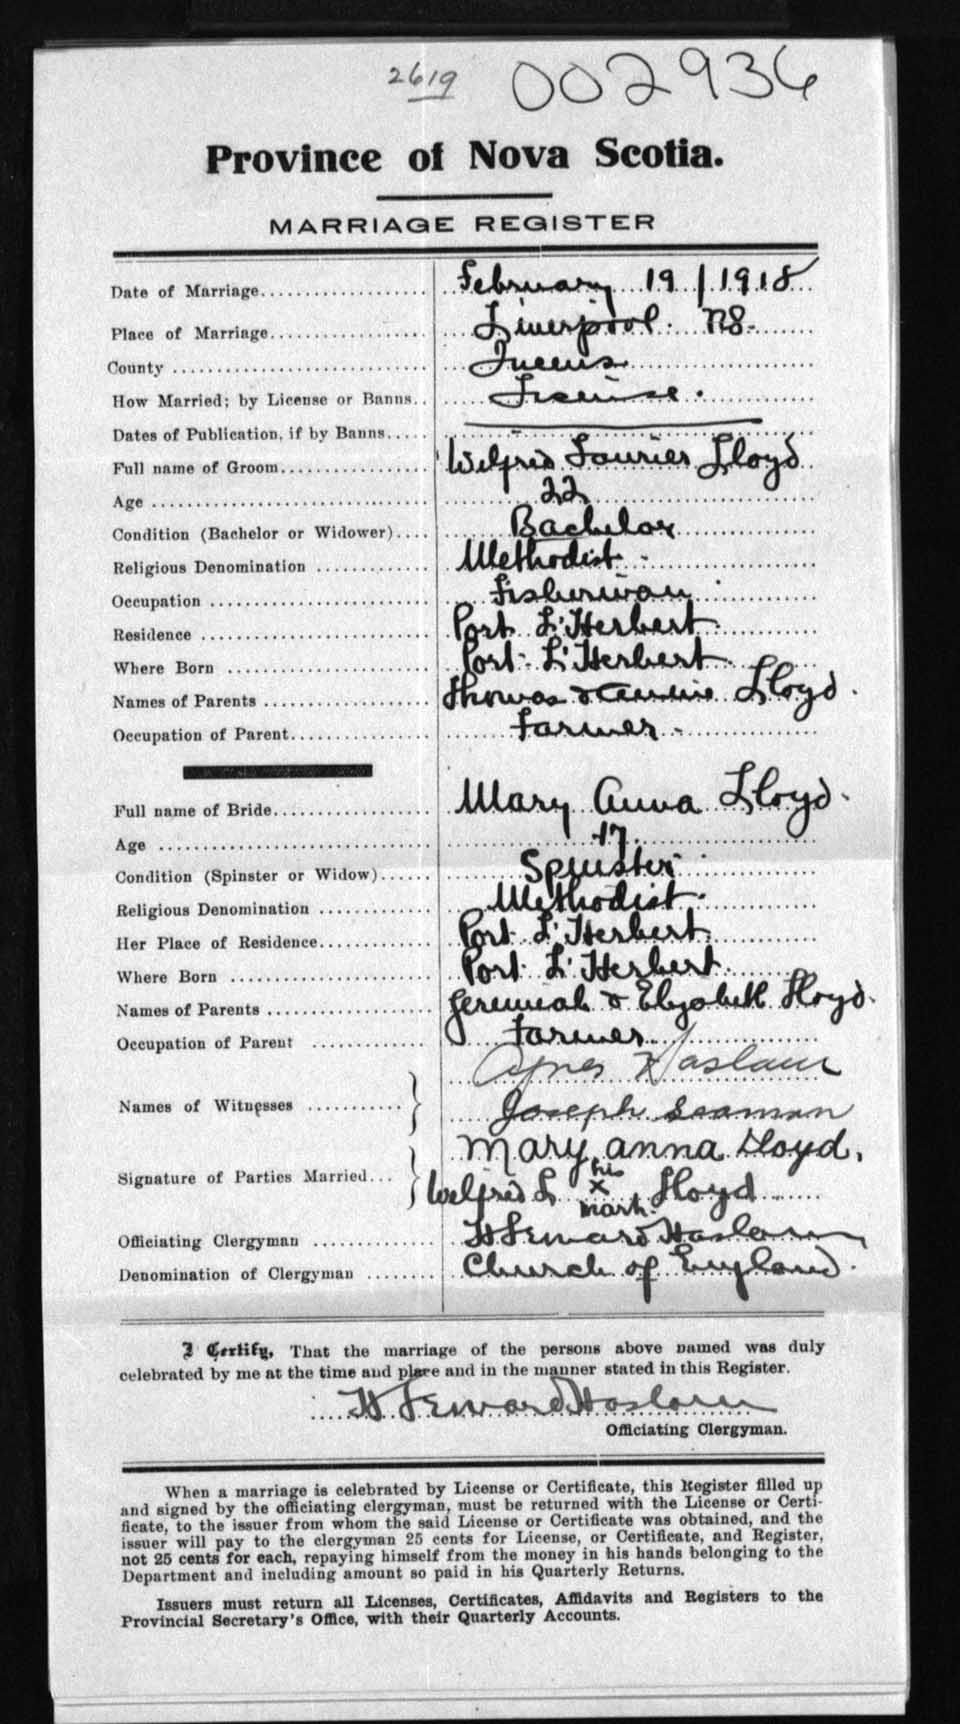 2619 002936
Province of Nova Scotia.
MARRIAGE REGISTER
Date of Marriage February 19 / 1918
Place of Marriage Liverpool. NS.
County Queens
How Married; by License or Banns License.
Dates of Publication, if by Banns
Full name of Groom Wilfrid Laurier Lloyd
Age 22
Condition (Bachelor or Widower) Bachelor
Religious Denomination Methodist
Occupation Fisherman
Residence Port L'Herbert
Where Born Port L'Herbert
Names of Parents Thomas & Lloyd.
Occupation of Parent Farmer
Full name of Bride Mary Anna Lloyd.
Age 17
Condition (Spinster or Widow) Spinster
Religious Denomination Methodist
Her Place of Residence Port L'Herbert
Where Born Port L'Herbert
Names of Parents Jeremiah & Elizabeth Lloyd.
Occupation of Parent Farmer
Agnes Haslam
Names of Witnesses Joseph Seaman
Mary anna Lloyd.
Signature of Parties Married Wilfrid L his x mark. Lloyd
Officiating Clergyman H Haslam
Denomination of Clergyman Church of England.
I Certify, That the marriage of the persons above named was duly
celebrated by me at the time and place and in the manner stated in this Register.
H Haslam
Officiating Clergyman.
When a marriage is celebrated by License or Certificate, this Register filled up
and signed by the officiating clergyman, must be returned with the License or Certi-
ficate, to the issuer from whom the said License or Certificate was obtained, and the
issuer will pay to the clergyman 25 cents for License, or Certificate, and Register,
not 25 cents for each, repaying himself from the money in his hands belonging to the
Department and including amount so paid in his Quarterly Returns.
Issuers must return all Licenses, Certificates, Affidavits and Registers to the
Provincial Secretary's Office, with their Quarterly Accounts.